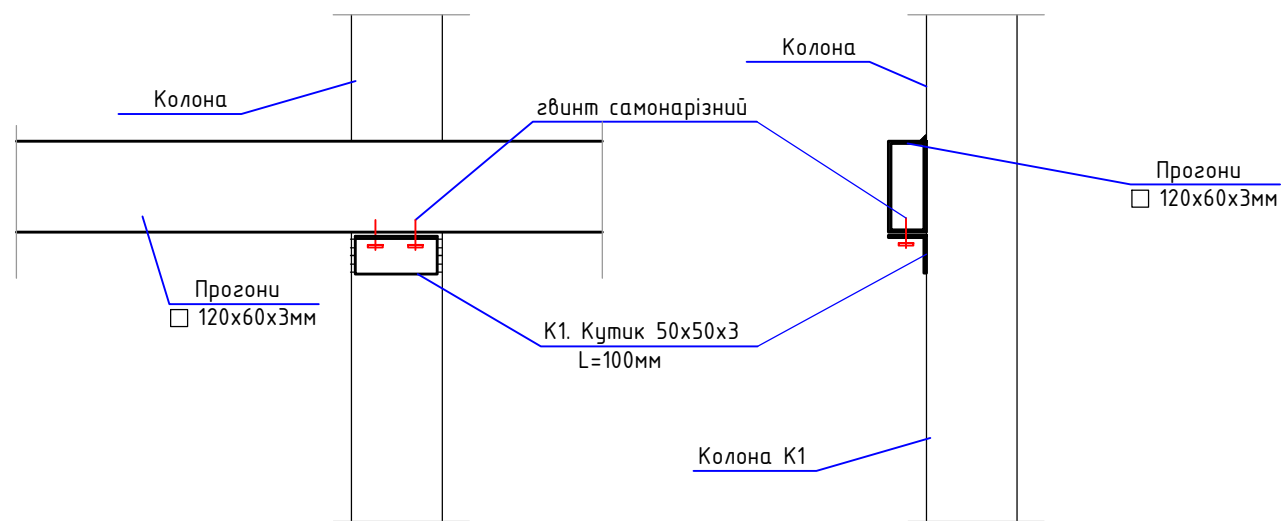 Колона
Колона
гвинт самонарізний
Прогони
□ 120х60х3мм
Прогони
□ 120х60х3мм
К1. Кутик 50х50х3
L=100мм
Колона К1